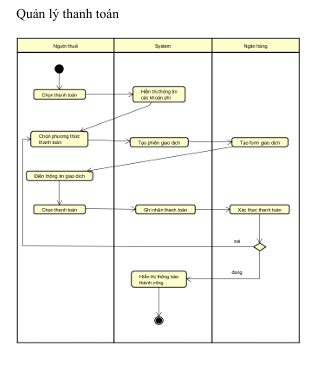 Quản lý thanh toán
Người thuê
System
Ngân hàng
Chọn thanh toán
Hiển thị thông tin
các khoản phí
Chọn phương thức
thanh toán
Tạo phiên giao dịch
Tạo form giao dịch
Điền thông tin giao dịch
Chọn thanh toán
Ghi nhận thanh toán
Xác thực thanh toán
sai
đúng
Hiển thị thông báo
thành công